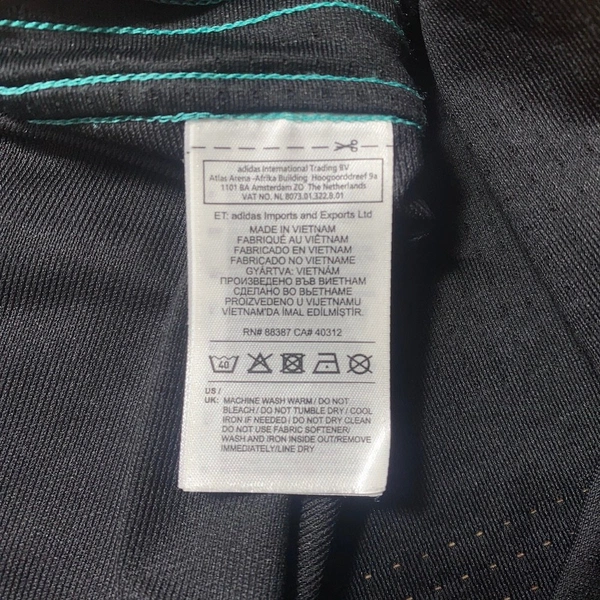 adidas International Trading BV
Atlas Arena -Afrika Building Hoogoorddreef 9a
1101 BA Amsterdam ZO The Netherlands
VAT NO. NL 8073.01.322.B.01
ET: adidas Imports and Exports Ltd
MADE IN VIETNAM
FABRIQUÉ AU VIÊTNAM
FABRICADO EN VIETNAM
FABRICADO NO VIETNAME
GYÁRTVA: VIETNÁM
ПРОИЗВЕДЕНО ВЪВ ВИЕТНАМ
СДЕЛАНО ВО ВЬЕТНАМЕ
PROIZVEDENO U VIJETNAMU
VİETNAM'DA İMAL EDİLMİŞTİR.
RN# 88387 CA# 40312
40
US /
UK: MACHINE WASH WARM / DO NOT
BLEACH / DO NOT TUMBLE DRY / COOL
IRON IF NEEDED / DO NOT DRY CLEAN
DO NOT USE FABRIC SOFTENER/
WASH AND IRON INSIDE OUT/REMOVE
IMMEDIATELY/LINE DRY